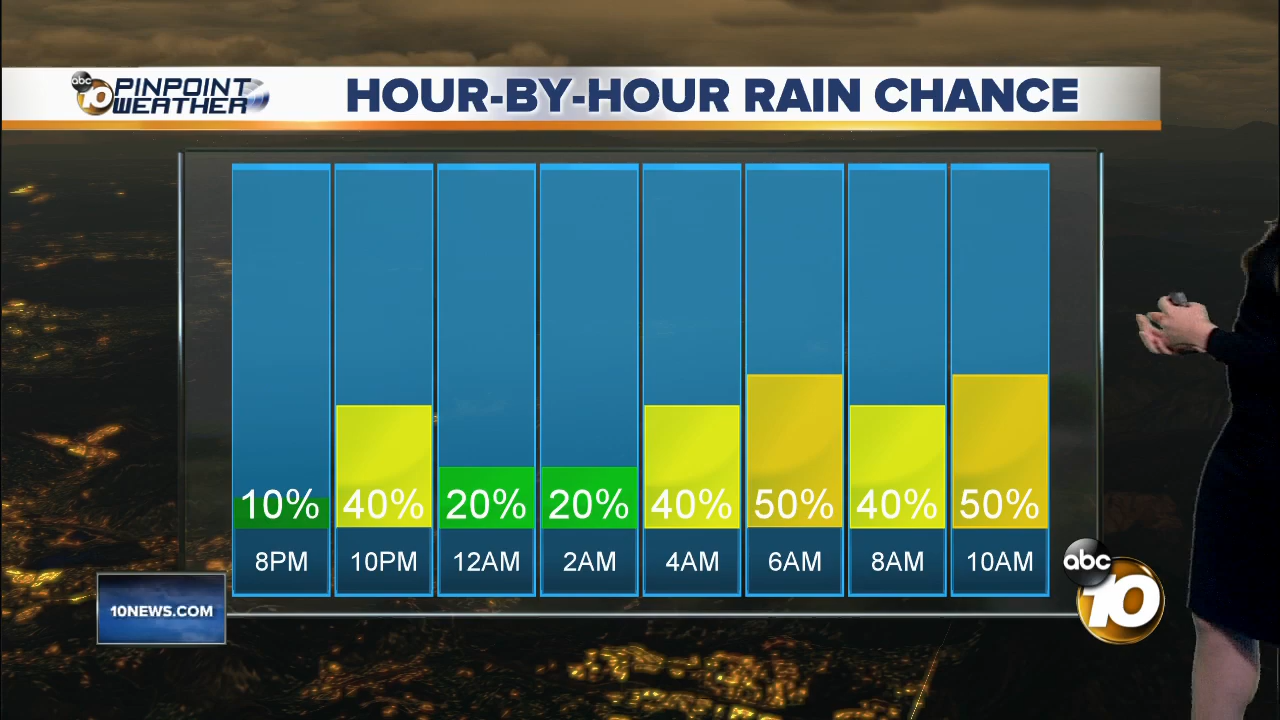 abc
10
PINPOINT
WEATHER
HOUR-BY-HOUR RAIN CHANCE
10% 40% 20% 20% 40% 50% 40% 50%
8PM 10PM 12AM 2AM 4AM 6AM 8AM 10AM
10NEWS.COM
abc
10